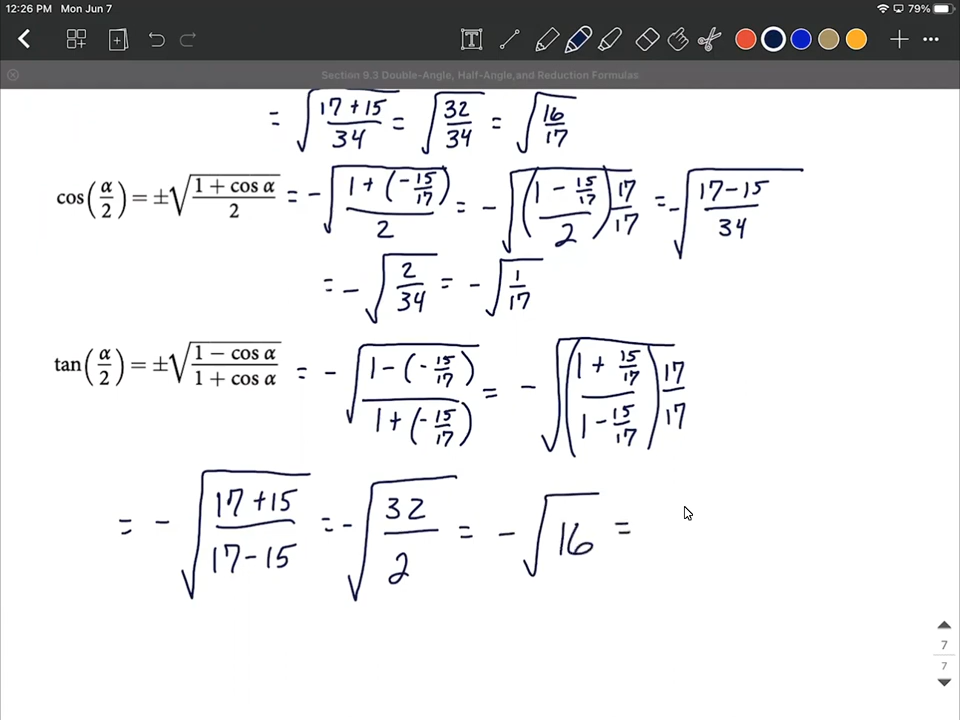 12:26 PM Mon Jun 7 79%
Section 9.3 Double-Angle, Half-Angle,and Reduction Formulas
= √((17+15)/34) = √(32/34) = √(16/17)
cos(α/2) = ±√((1 + cos α)/2) = -√((1 + (-15/17))/2) = -√(((1 - 15/17)/2) 17/17) = -√((17-15)/34)
= -√(2/34) = -√(1/17)
tan(α/2) = ±√((1 − cos α)/(1 + cos α)) = -√((1 - (-15/17))/(1 + (-15/17))) = -√(((1 + 15/17)/(1 - 15/17)) 17/17)
= -√((17+15)/(17-15)) = -√(32/2) = -√16 =
7
7